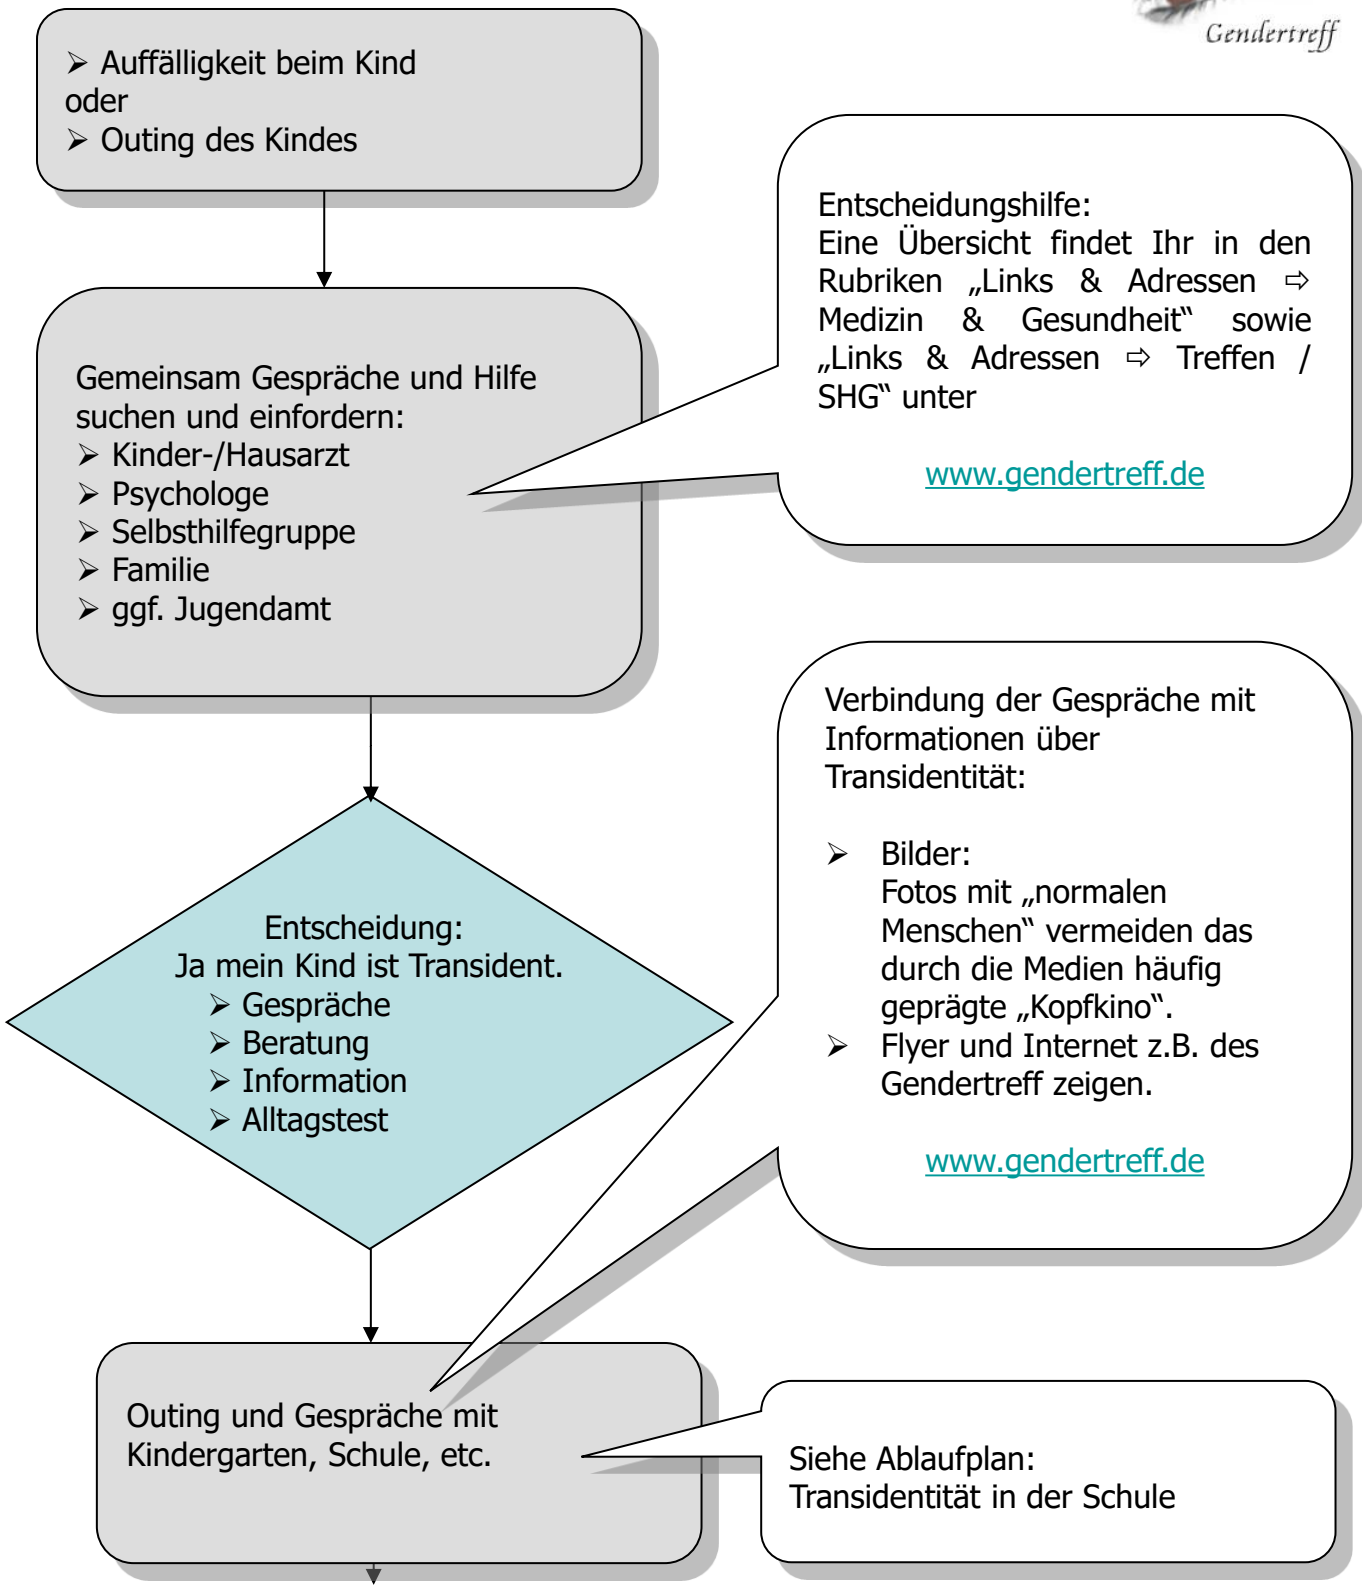 Gendertreff
➢ Auffälligkeit beim Kind
oder
➢ Outing des Kindes
Entscheidungshilfe:
Eine Übersicht findet Ihr in den
Rubriken „Links & Adressen ⇨
Medizin & Gesundheit“ sowie
„Links & Adressen ⇨ Treffen /
SHG“ unter
www.gendertreff.de
Gemeinsam Gespräche und Hilfe
suchen und einfordern:
➢ Kinder-/Hausarzt
➢ Psychologe
➢ Selbsthilfegruppe
➢ Familie
➢ ggf. Jugendamt
Verbindung der Gespräche mit
Informationen über
Transidentität:
➢ Bilder:
Fotos mit „normalen
Menschen“ vermeiden das
durch die Medien häufig
geprägte „Kopfkino“.
➢ Flyer und Internet z.B. des
Gendertreff zeigen.
www.gendertreff.de
Entscheidung:
Ja mein Kind ist Transident.
➢ Gespräche
➢ Beratung
➢ Information
➢ Alltagstest
Outing und Gespräche mit
Kindergarten, Schule, etc.
Siehe Ablaufplan:
Transidentität in der Schule